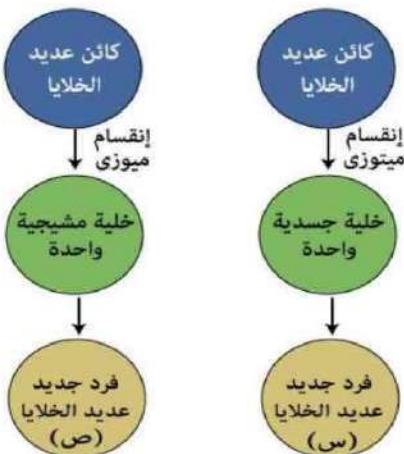 كائن عديد
الخلايا
إنقسام
ميتوزى
خلية جسدية
واحدة
فرد جديد
عديد الخلايا
(س)
كائن عديد
الخلايا
إنقسام
ميوزى
خلية مشيجية
واحدة
فرد جديد
عديد الخلايا
(ص)